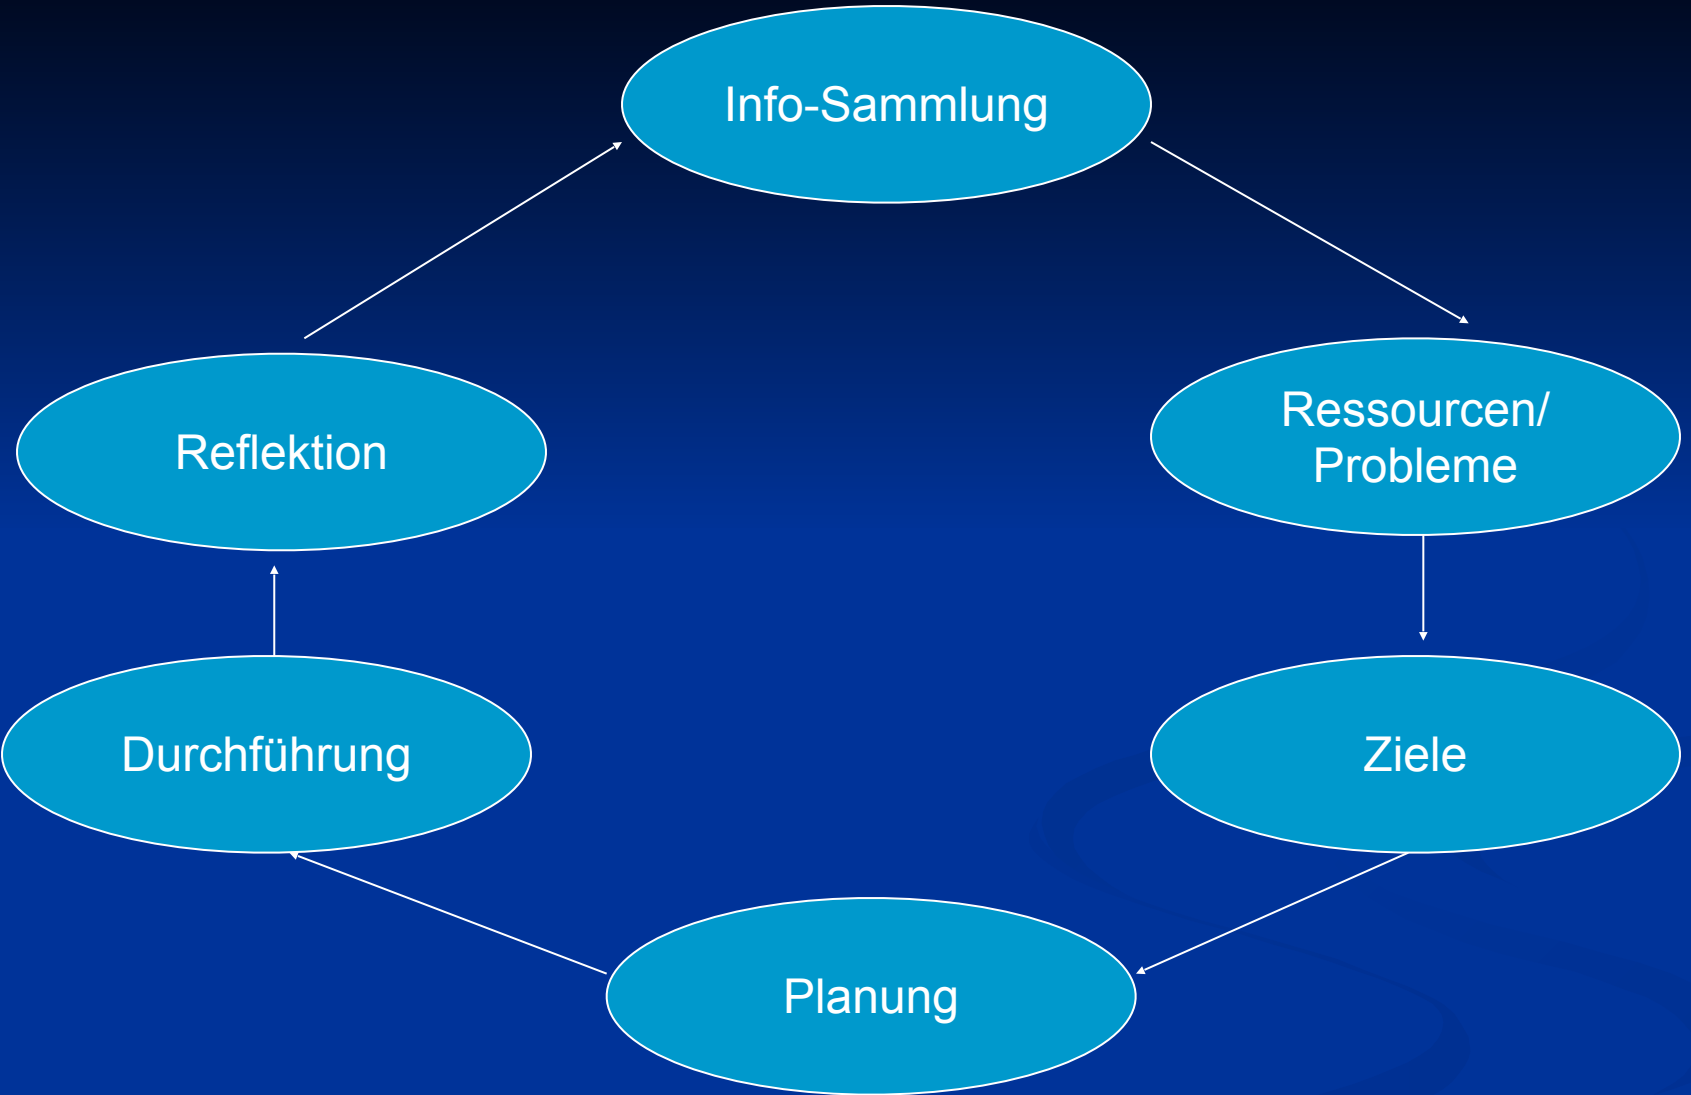 Info-Sammlung
Ressourcen/
Probleme
Ziele
Planung
Durchführung
Reflektion